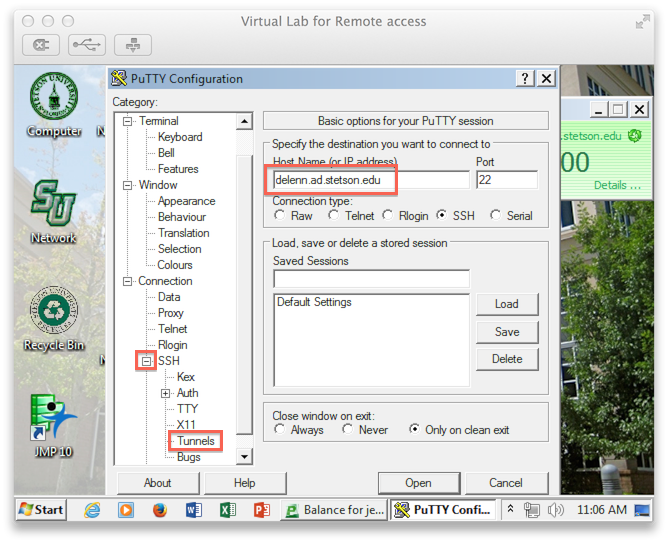 Virtual Lab for Remote access
PuTTY Configuration
Category:
Terminal
Keyboard
Bell
Features
Window
Appearance
Behaviour
Translation
Selection
Colours
Connection
Data
Proxy
Telnet
Rlogin
SSH
Kex
Auth
TTY
X11
Tunnels
Bugs
Basic options for your PuTTY session
Specify the destination you want to connect to
Host Name (or IP address) Port
delenn.ad.stetson.edu 22
Connection type:
Raw Telnet Rlogin SSH Serial
Load, save or delete a stored session
Saved Sessions
Default Settings
Load
Save
Delete
Close window on exit:
Always Never Only on clean exit
About Help Open Cancel
Computer
SU
Network
Recycle Bin
JMP 10
.stetson.edu
00
Details ...
Start Balance for je... PuTTY Confi... 11:06 AM